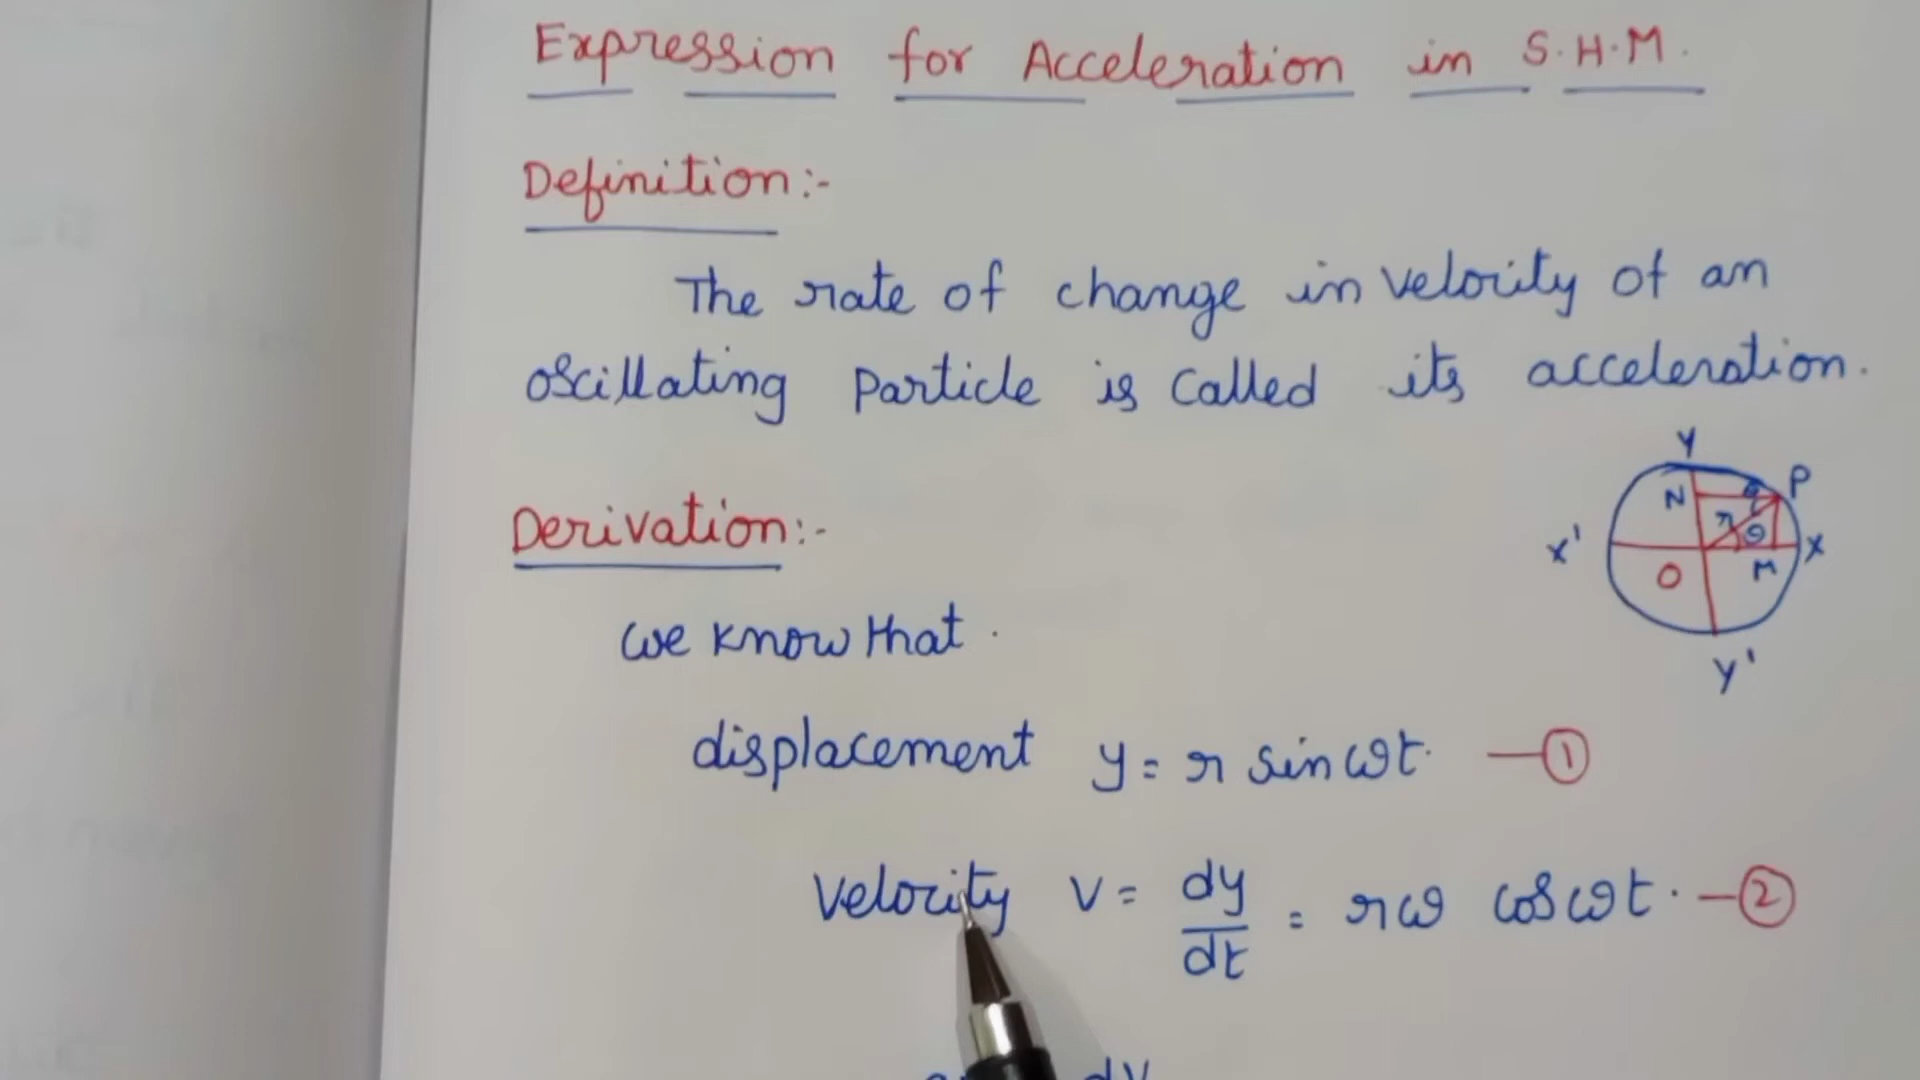 Expression for Acceleration in S.H.M.
Definition:-
The rate of change in velocity of an
oscillating particle is called its acceleration.
Y
N
P
r
θ
θ
X'
X
O
M
Y'
Derivation:-
we know that
displacement y = r sin ωt. —①
velocity v = dy/dt = rω cos ωt. —②
dv